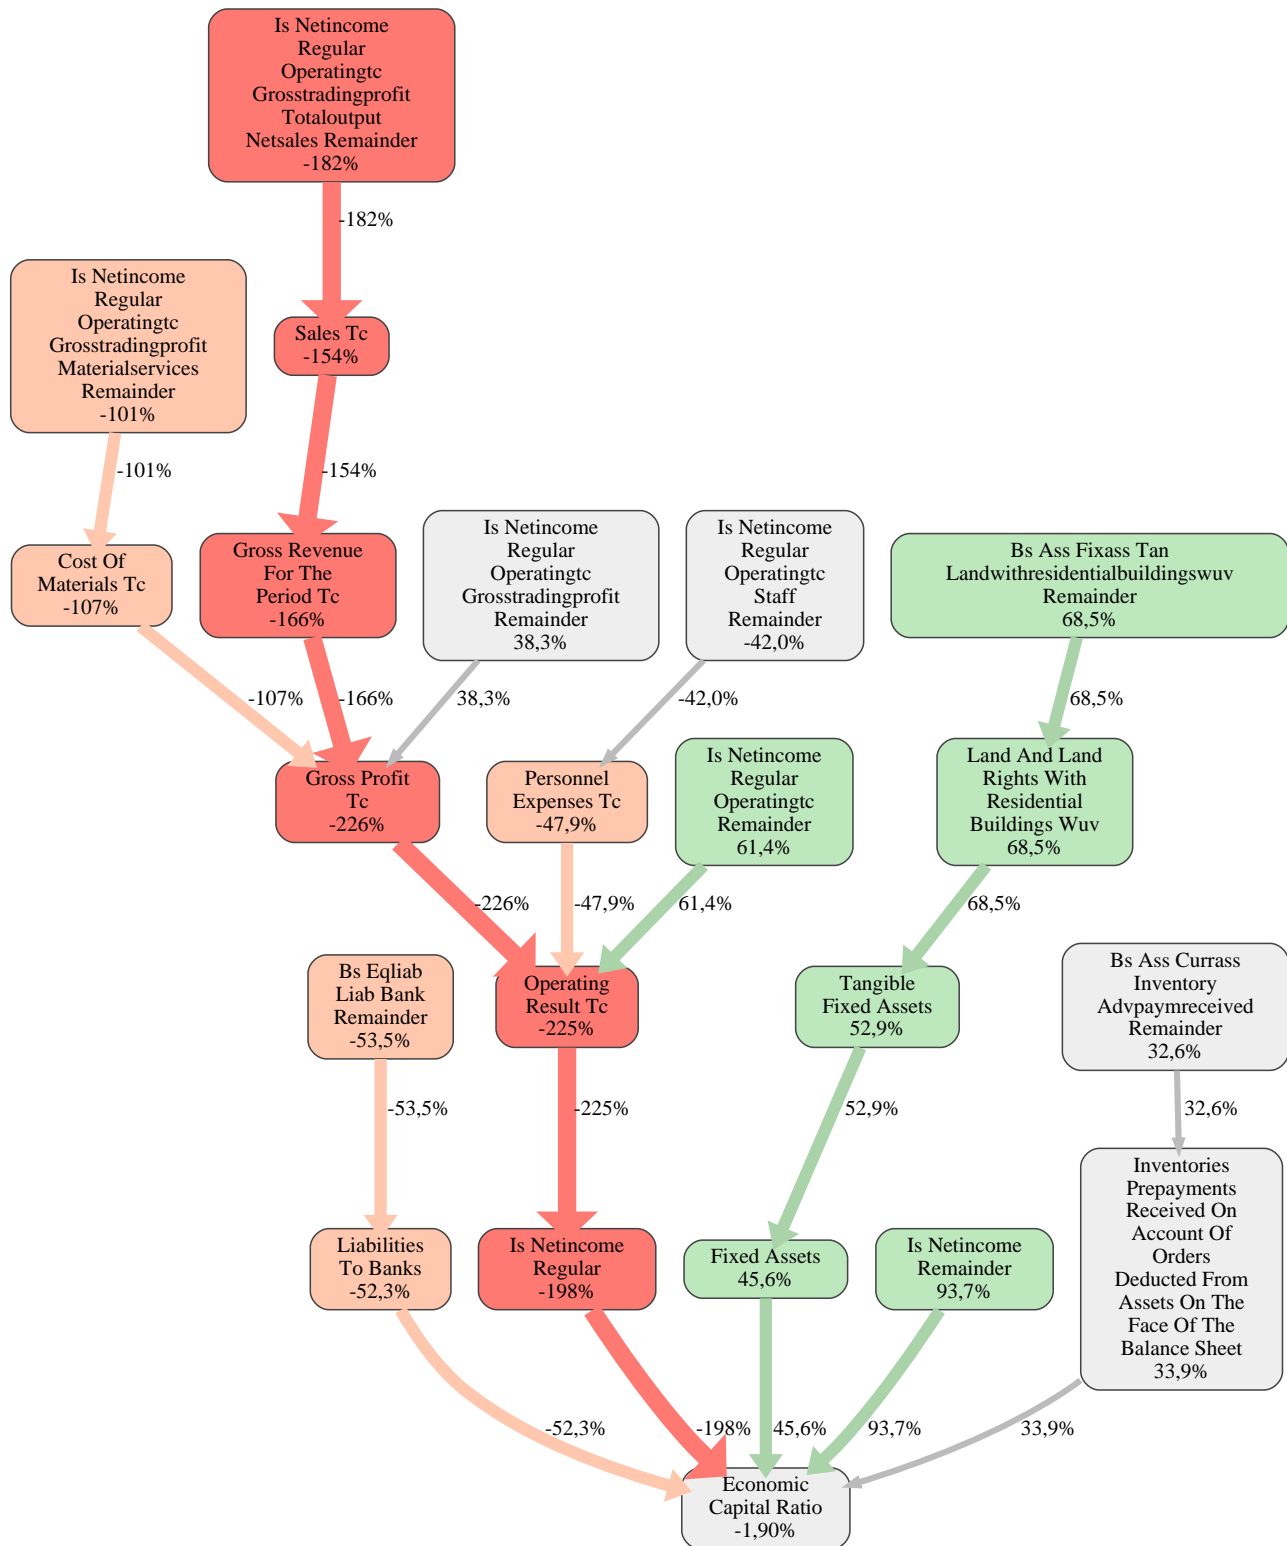 Is Netincome
Regular
Operatingtc
Grosstradingprofit
Totaloutput
Netsales Remainder
-182%
-182%
Is Netincome
Regular
Operatingtc
Grosstradingprofit
Materialservices
Remainder
-101%
Sales Tc
-154%
-101%
-154%
Cost Of
Materials Tc
-107%
Gross Revenue
For The
Period Tc
-166%
Is Netincome
Regular
Operatingtc
Grosstradingprofit
Remainder
38,3%
Is Netincome
Regular
Operatingtc
Staff
Remainder
-42,0%
Bs Ass Fixass Tan
Landwithresidentialbuildingswuv
Remainder
68,5%
-107%
-166%
38,3%
-42,0%
68,5%
Gross Profit
Tc
-226%
Personnel
Expenses Tc
-47,9%
Is Netincome
Regular
Operatingtc
Remainder
61,4%
Land And Land
Rights With
Residential
Buildings Wuv
68,5%
-226%
-47,9%
61,4%
68,5%
Bs Eqliab
Liab Bank
Remainder
-53,5%
Operating
Result Tc
-225%
Tangible
Fixed Assets
52,9%
Bs Ass Currass
Inventory
Advpaymreceived
Remainder
32,6%
-53,5%
-225%
52,9%
32,6%
Liabilities
To Banks
-52,3%
Is Netincome
Regular
-198%
Fixed Assets
45,6%
Is Netincome
Remainder
93,7%
Inventories
Prepayments
Received On
Account Of
Orders
Deducted From
Assets On The
Face Of The
Balance Sheet
33,9%
-52,3%
-198%
45,6%
93,7%
33,9%
Economic
Capital Ratio
-1,90%